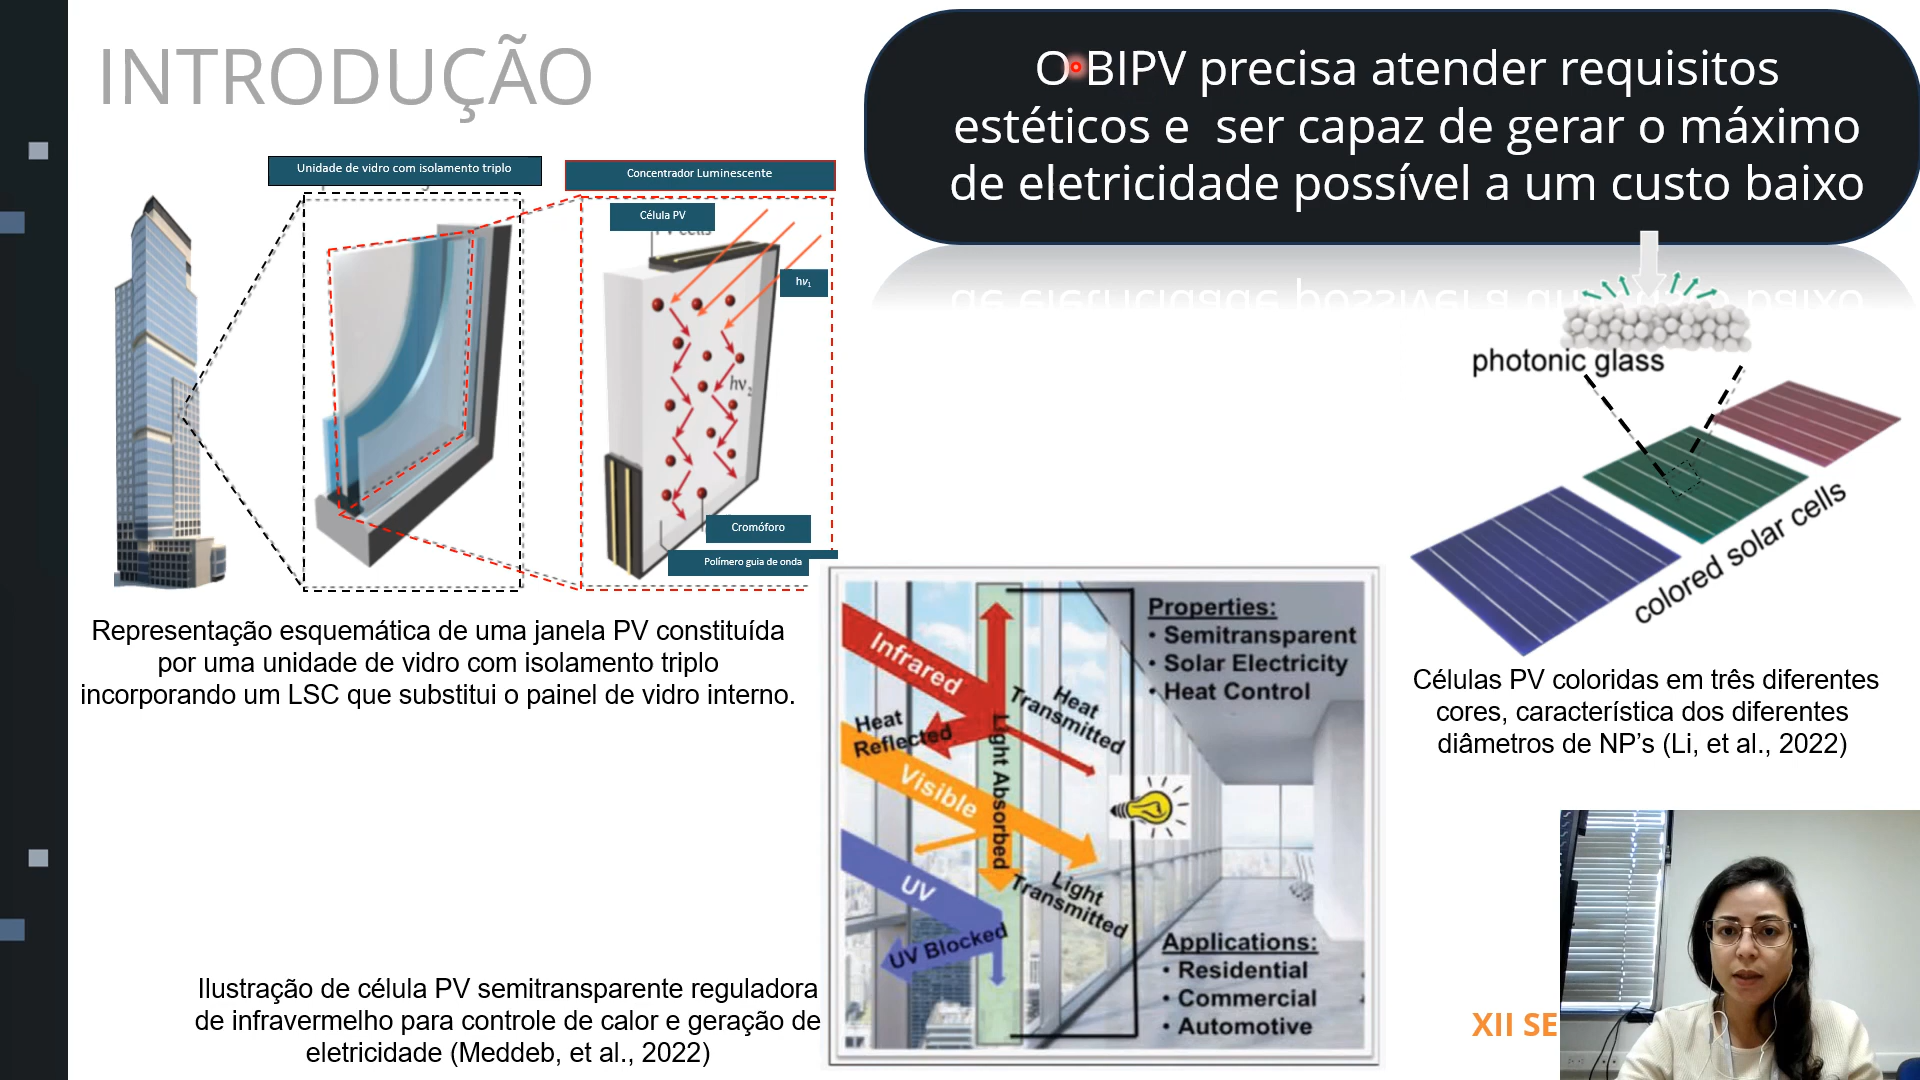 INTRODUÇÃO
O BIPV precisa atender requisitos
estéticos e ser capaz de gerar o máximo
de eletricidade possível a um custo baixo
Unidade de vidro com isolamento triplo
Concentrador Luminescente
Célula PV
hν₁
hν₂
Cromóforo
Polímero guia de onda
Representação esquemática de uma janela PV constituída
por uma unidade de vidro com isolamento triplo
incorporando um LSC que substitui o painel de vidro interno.
photonic glass
colored solar cells
Células PV coloridas em três diferentes
cores, característica dos diferentes
diâmetros de NP’s (Li, et al., 2022)
Infrared
Heat
Reflected
Heat
Transmitted
Visible
Light Absorbed
Light
Transmitted
UV
UV Blocked
Properties:
• Semitransparent
• Solar Electricity
• Heat Control
Applications:
• Residential
• Commercial
• Automotive
Ilustração de célula PV semitransparente reguladora
de infravermelho para controle de calor e geração de
eletricidade (Meddeb, et al., 2022)
XII SE